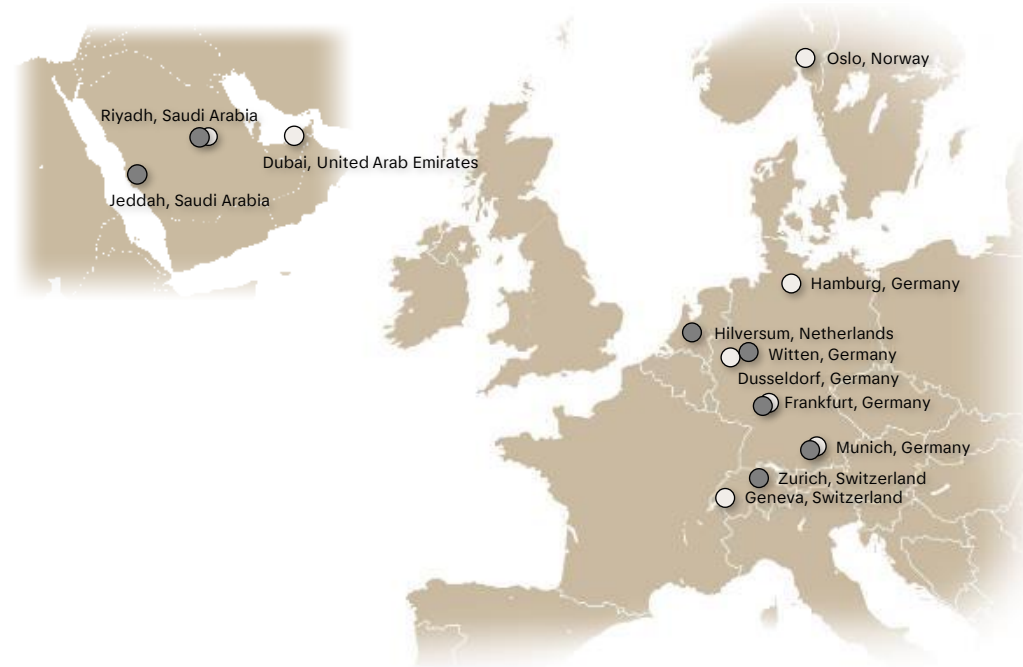 Riyadh, Saudi Arabia
Dubai, United Arab Emirates
Jeddah, Saudi Arabia
Oslo, Norway
Hamburg, Germany
Hilversum, Netherlands
Witten, Germany
Dusseldorf, Germany
Frankfurt, Germany
Munich, Germany
Zurich, Switzerland
Geneva, Switzerland